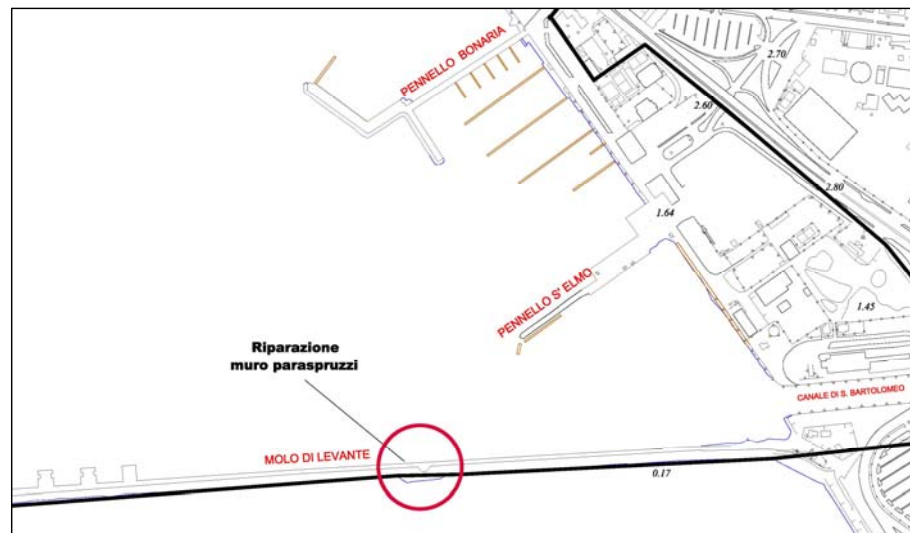 PENNELLO BONARIA
2.70
2.60
2.80
1.64
PENNELLO S' ELMO
1.45
Riparazione
muro paraspruzzi
CANALE DI S. BARTOLOMEO
MOLO DI LEVANTE
0.17